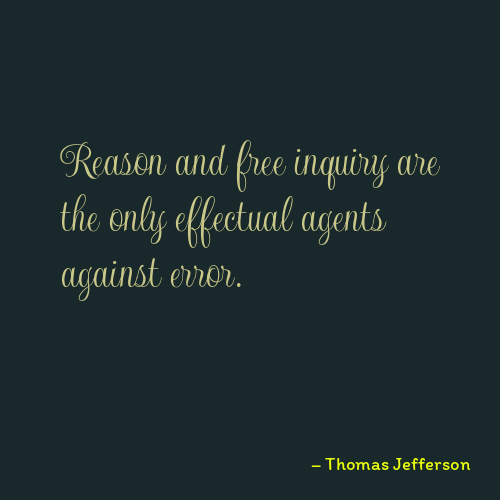 Reason and free inquiry are
the only effectual agents
against error.
– Thomas Jefferson